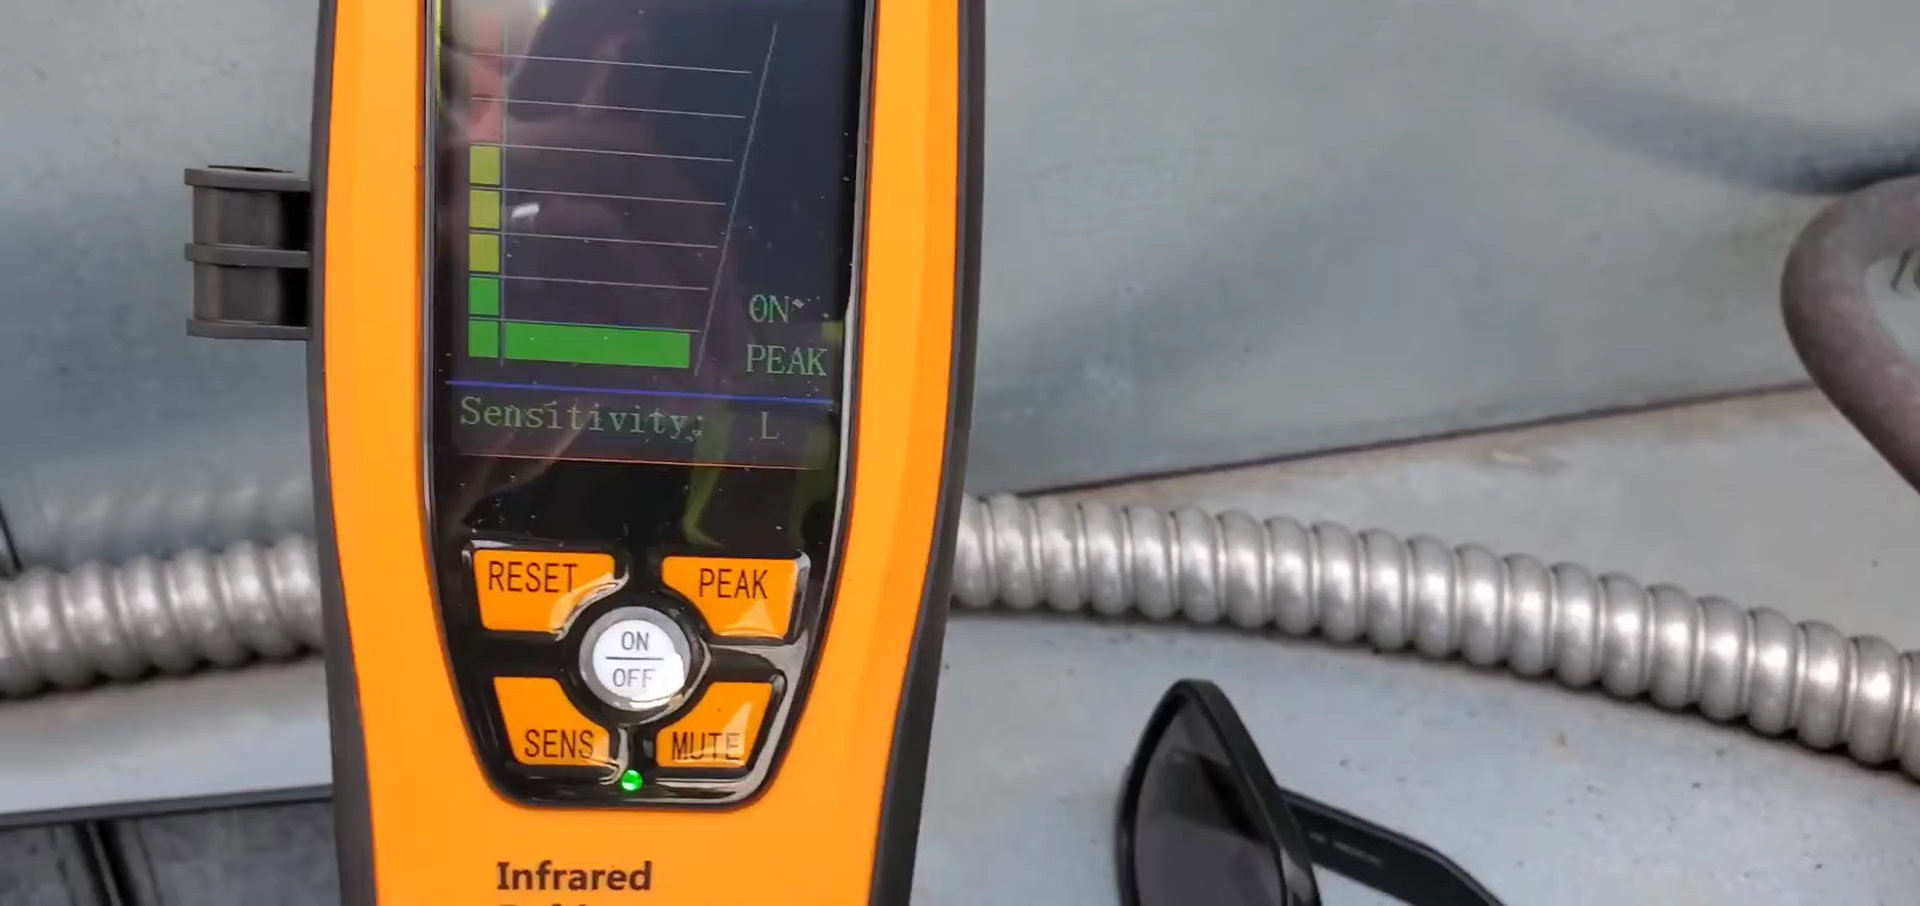 ON
PEAK
Sensitivity: L
RESET
PEAK
ON
OFF
SENS
MUTE
Infrared